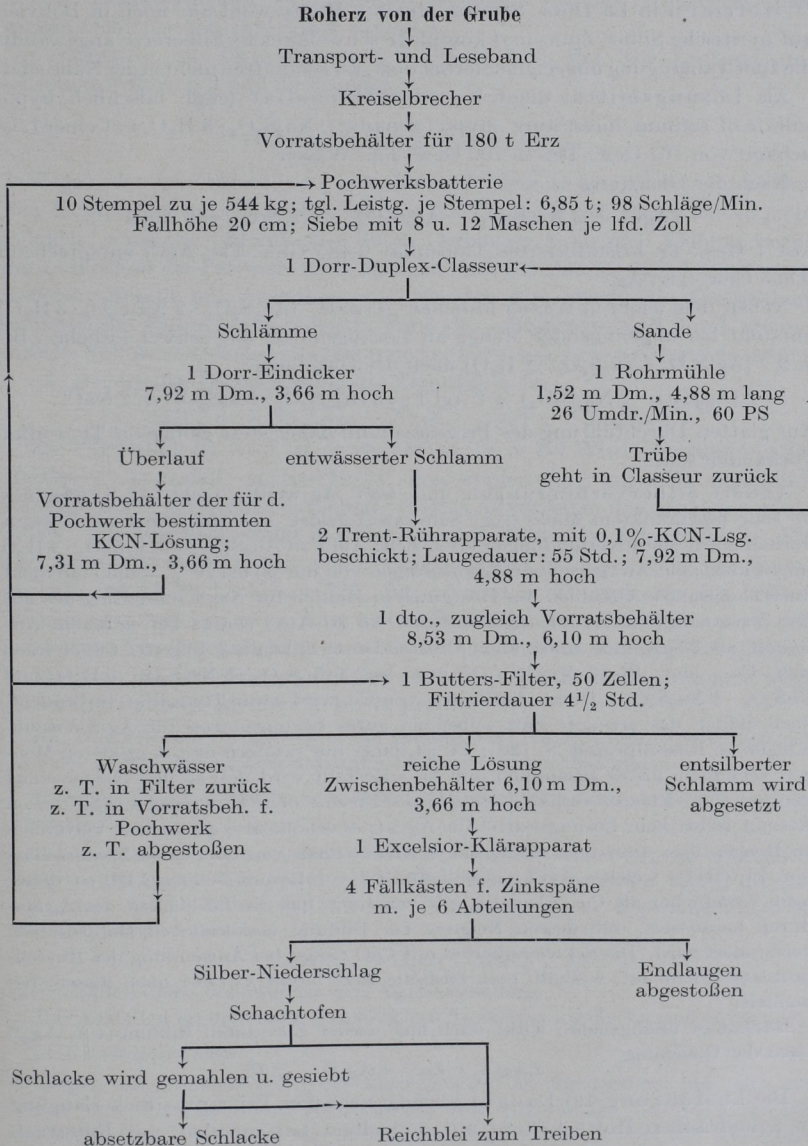 Roherz von der Grube
Transport- und Leseband
Kreiselbrecher
Vorratsbehälter für 180 t Erz
Pochwerksbatterie
10 Stempel zu je 544 kg; tgl. Leistg. je Stempel: 6,85 t; 98 Schläge/Min.
Fallhöhe 20 cm; Siebe mit 8 u. 12 Maschen je lfd. Zoll
1 Dorr-Duplex-Classeur
Schlämme
1 Dorr-Eindicker
7,92 m Dm., 3,66 m hoch
Sande
1 Rohrmühle
1,52 m Dm., 4,88 m lang
26 Umdr./Min., 60 PS
Überlauf
Vorratsbehälter der für d.
Pochwerk bestimmten
KCN-Lösung;
7,31 m Dm., 3,66 m hoch
entwässerter Schlamm
Trübe
geht in Classeur zurück
2 Trent-Rührapparate, mit 0,1%-KCN-Lsg.
beschickt; Laugedauer: 55 Std.; 7,92 m Dm.,
4,88 m hoch
1 dto., zugleich Vorratsbehälter
8,53 m Dm., 6,10 m hoch
1 Butters-Filter, 50 Zellen;
Filtrierdauer 4 1/2 Std.
Waschwässer
z. T. in Filter zurück
z. T. in Vorratsbeh. f.
Pochwerk
z. T. abgestoßen
reiche Lösung
Zwischenbehälter 6,10 m Dm.,
3,66 m hoch
entsilberter
Schlamm wird
abgesetzt
1 Excelsior-Klärapparat
4 Fällkästen f. Zinkspäne
m. je 6 Abteilungen
Silber-Niederschlag
Endlaugen
abgestoßen
Schachtofen
Schlacke wird gemahlen u. gesiebt
absetzbare Schlacke
Reichblei zum Treiben